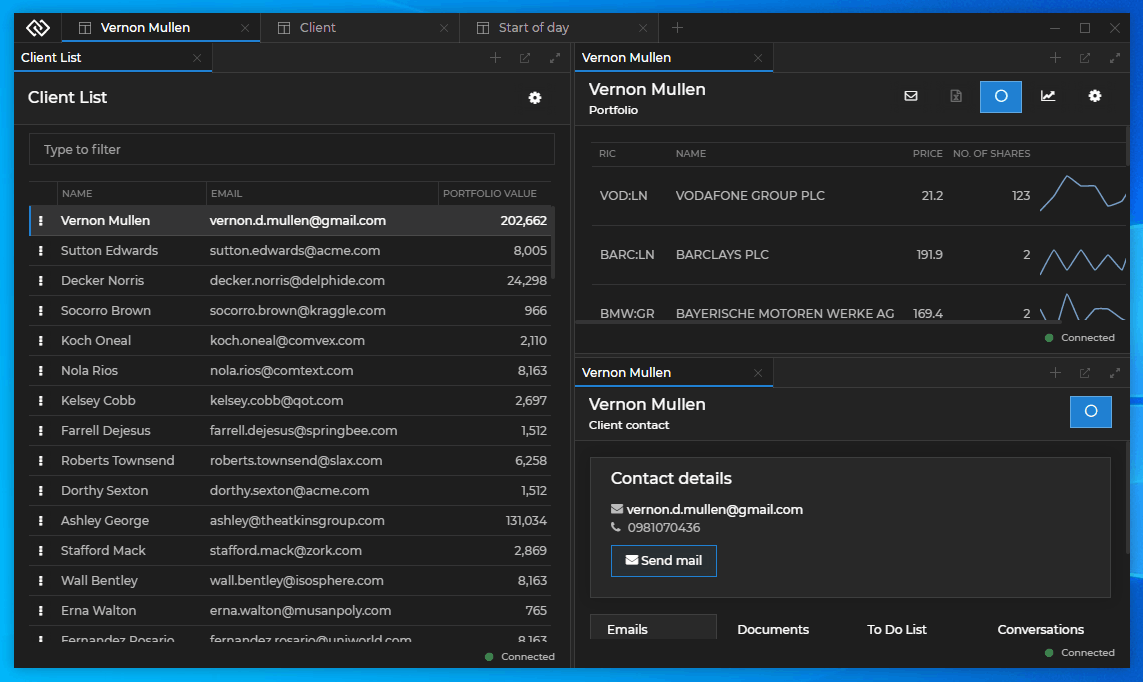 Vernon Mullen Client Start of day
Client List
Client List
Type to filter
NAME EMAIL PORTFOLIO VALUE
Vernon Mullen vernon.d.mullen@gmail.com 202,662
Sutton Edwards sutton.edwards@acme.com 8,005
Decker Norris decker.norris@delphide.com 24,298
Socorro Brown socorro.brown@kraggle.com 966
Koch Oneal koch.oneal@comvex.com 2,110
Nola Rios nola.rios@comtext.com 8,163
Kelsey Cobb kelsey.cobb@qot.com 2,697
Farrell Dejesus farrell.dejesus@springbee.com 1,512
Roberts Townsend roberts.townsend@slax.com 6,258
Dorthy Sexton dorthy.sexton@acme.com 1,512
Ashley George ashley@theatkinsgroup.com 131,034
Stafford Mack stafford.mack@zork.com 2,869
Wall Bentley wall.bentley@isosphere.com 8,163
Erna Walton erna.walton@musanpoly.com 765
Fernandez Rosario fernandez.rosario@uniworld.com 8,163
Connected
Vernon Mullen
Vernon Mullen
Portfolio
RIC NAME PRICE NO. OF SHARES
VOD:LN VODAFONE GROUP PLC 21.2 123
BARC:LN BARCLAYS PLC 191.9 2
BMW:GR BAYERISCHE MOTOREN WERKE AG 169.4 2
Connected
Vernon Mullen
Vernon Mullen
Client contact
Contact details
vernon.d.mullen@gmail.com
0981070436
Send mail
Emails Documents To Do List Conversations
Connected